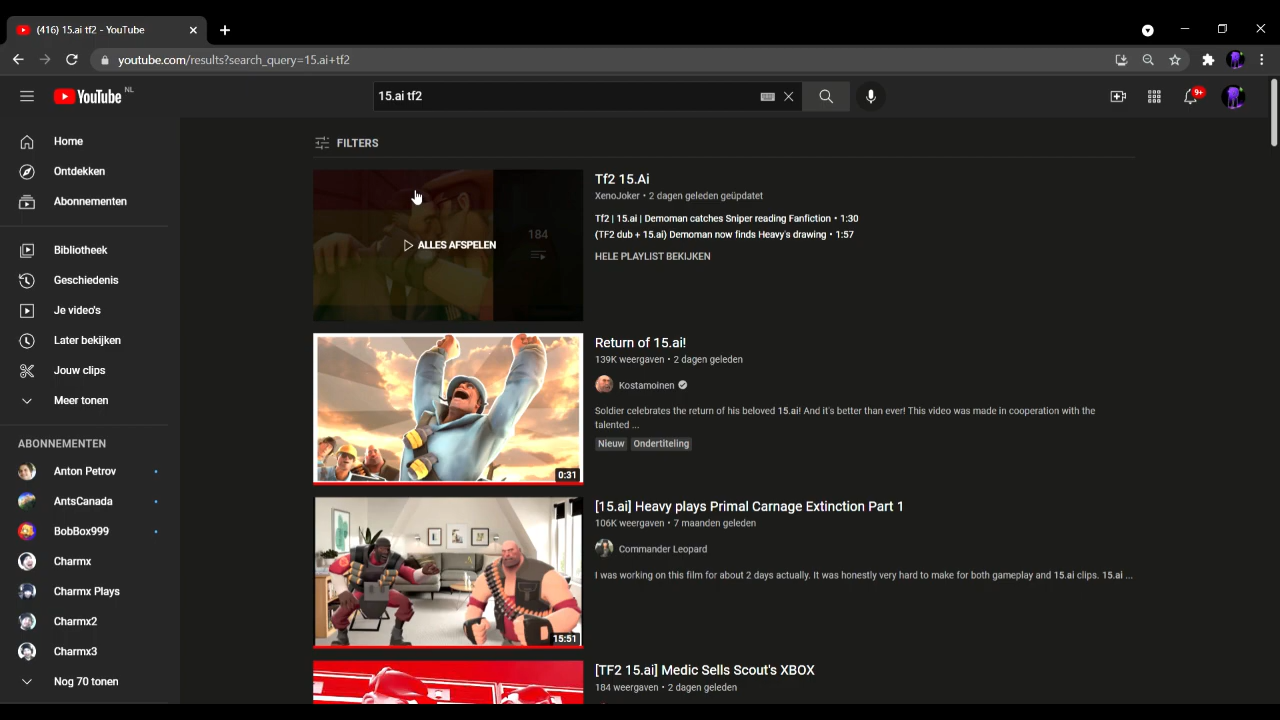 (416) 15.ai tf2 - YouTube
youtube.com/results?search_query=15.ai+tf2
YouTube NL
15.ai tf2
9+
Home
Ontdekken
Abonnementen
Bibliotheek
Geschiedenis
Je video's
Later bekijken
Jouw clips
Meer tonen
ABONNEMENTEN
Anton Petrov
AntsCanada
BobBox999
Charmx
Charmx Plays
Charmx2
Charmx3
Nog 70 tonen
FILTERS
184
ALLES AFSPELEN
Tf2 15.Ai
XenoJoker • 2 dagen geleden geüpdatet
Tf2 | 15.ai | Demoman catches Sniper reading Fanfiction • 1:30
(TF2 dub + 15.ai) Demoman now finds Heavy's drawing • 1:57
HELE PLAYLIST BEKIJKEN
0:31
Return of 15.ai!
139K weergaven • 2 dagen geleden
Kostamoinen
Soldier celebrates the return of his beloved 15.ai! And it's better than ever! This video was made in cooperation with the
talented ...
Nieuw Ondertiteling
15:51
[15.ai] Heavy plays Primal Carnage Extinction Part 1
106K weergaven • 7 maanden geleden
Commander Leopard
I was working on this film for about 2 days actually. It was honestly very hard to make for both gameplay and 15.ai clips. 15.ai ...
[TF2 15.ai] Medic Sells Scout's XBOX
184 weergaven • 2 dagen geleden